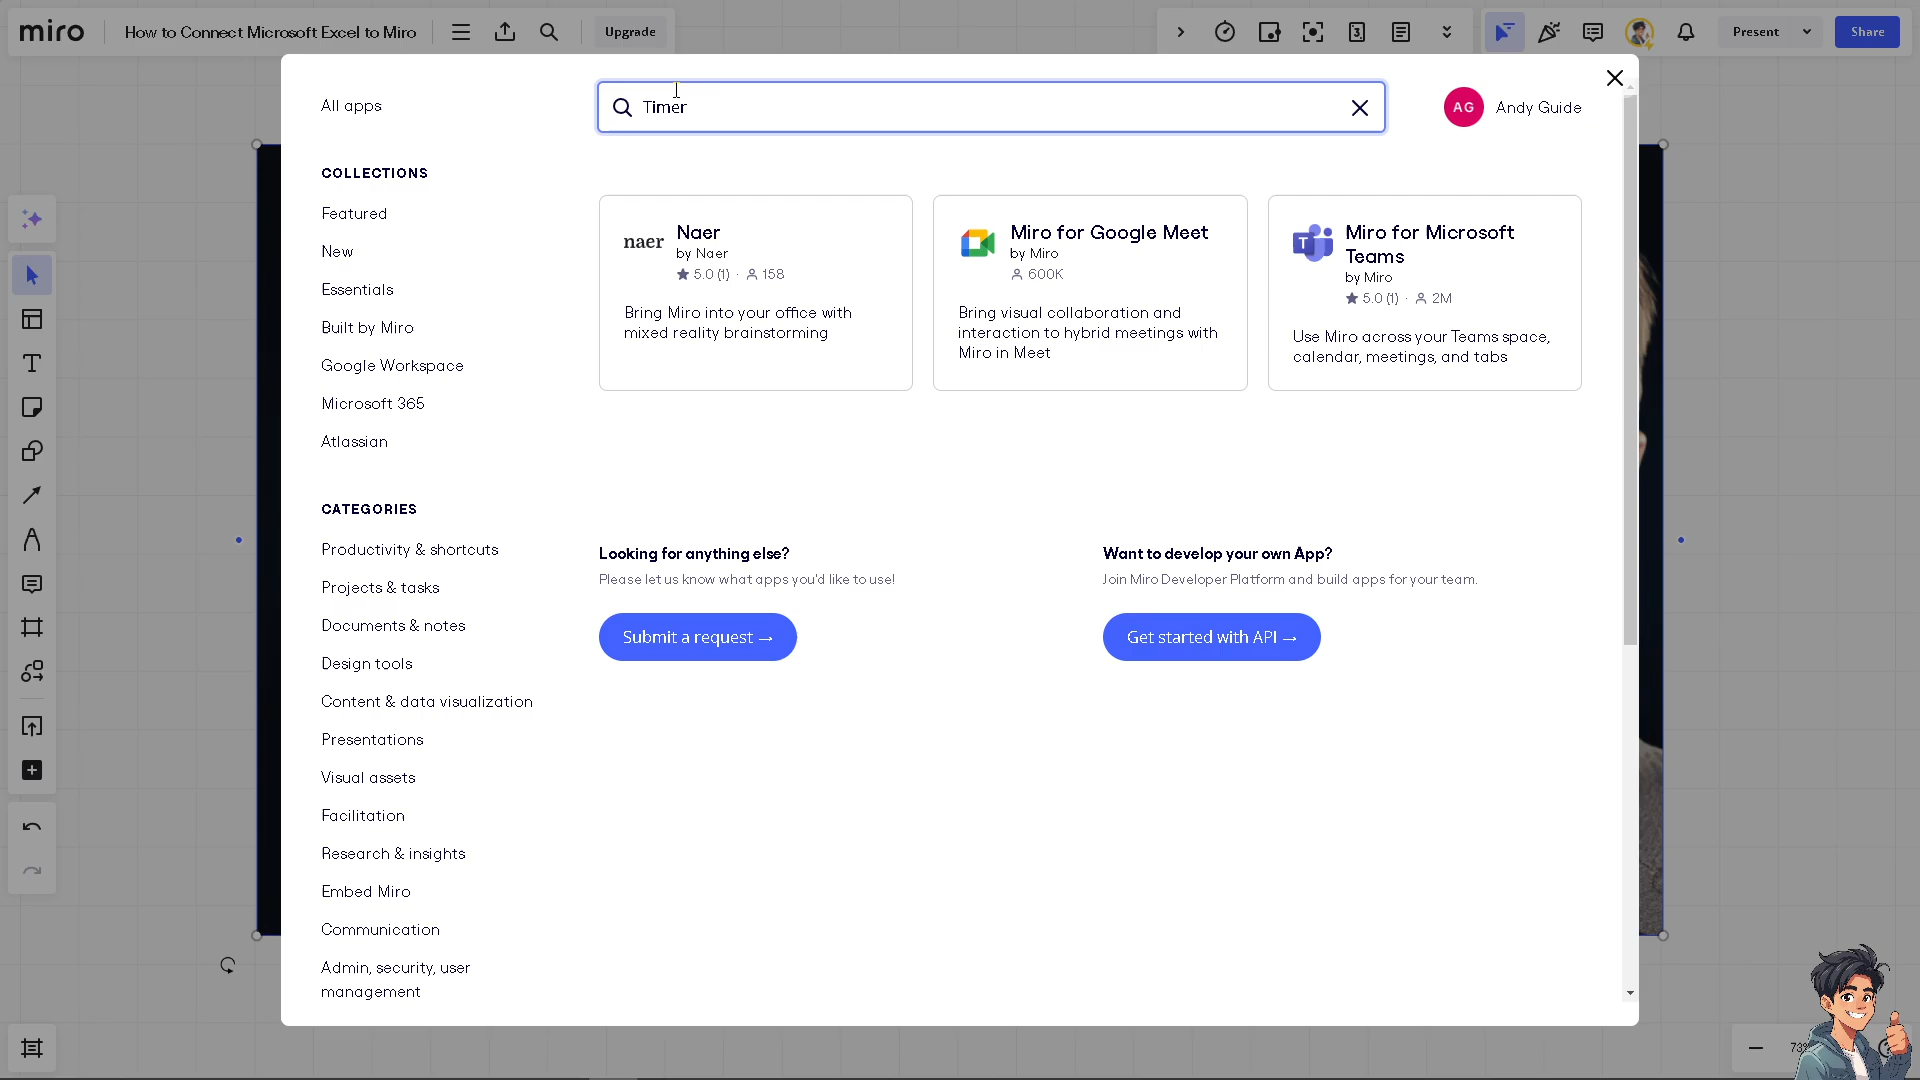 miro
How to Connect Microsoft Excel to Miro
Upgrade
3
Present
Share
All apps
Timer
AG
Andy Guide
COLLECTIONS
Featured
New
Essentials
Built by Miro
Google Workspace
Microsoft 365
Atlassian
naer
Naer
by Naer
5.0 (1) · 158
Bring Miro into your office with
mixed reality brainstorming
Miro for Google Meet
by Miro
600K
Bring visual collaboration and
interaction to hybrid meetings with
Miro in Meet
T
Miro for Microsoft
Teams
by Miro
5.0 (1) · 2M
Use Miro across your Teams space,
calendar, meetings, and tabs
CATEGORIES
Productivity & shortcuts
Projects & tasks
Documents & notes
Design tools
Content & data visualization
Presentations
Visual assets
Facilitation
Research & insights
Embed Miro
Communication
Admin, security, user
management
Looking for anything else?
Please let us know what apps you'd like to use!
Submit a request →
Want to develop your own App?
Join Miro Developer Platform and build apps for your team.
Get started with API →